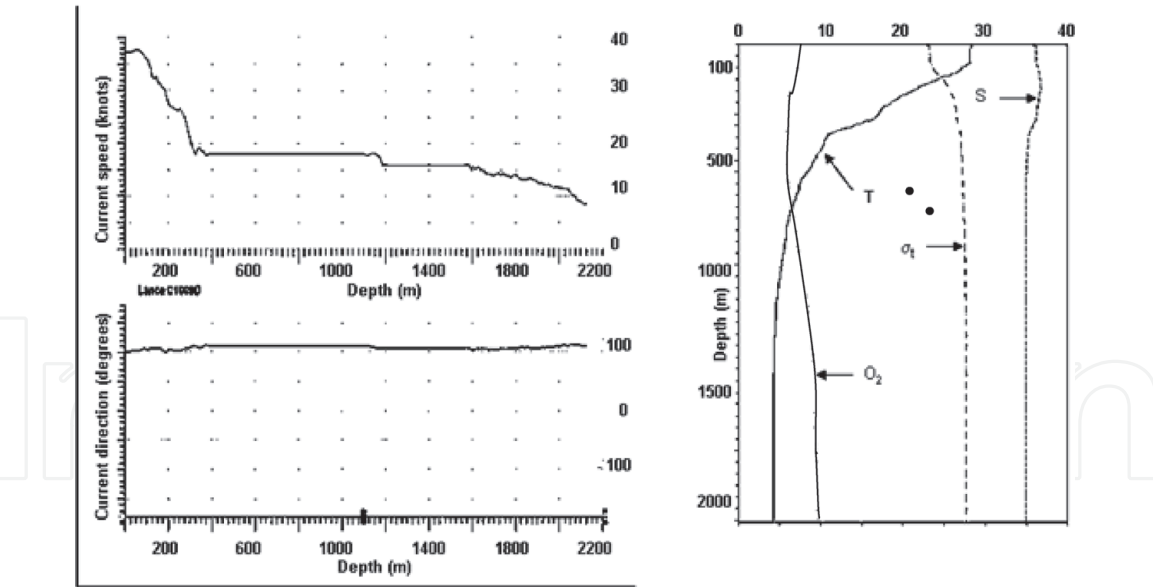 Current speed (knots)
40
30
20
10
0
200 600 1000 1400 1800 2200
Depth (m)
Current direction (degrees)
100
0
-100
200 600 1000 1400 1800 2200
Depth (m)
0 10 20 30 40
Depth (m)
100
500
1000
1500
2000
S
T
σt
O2